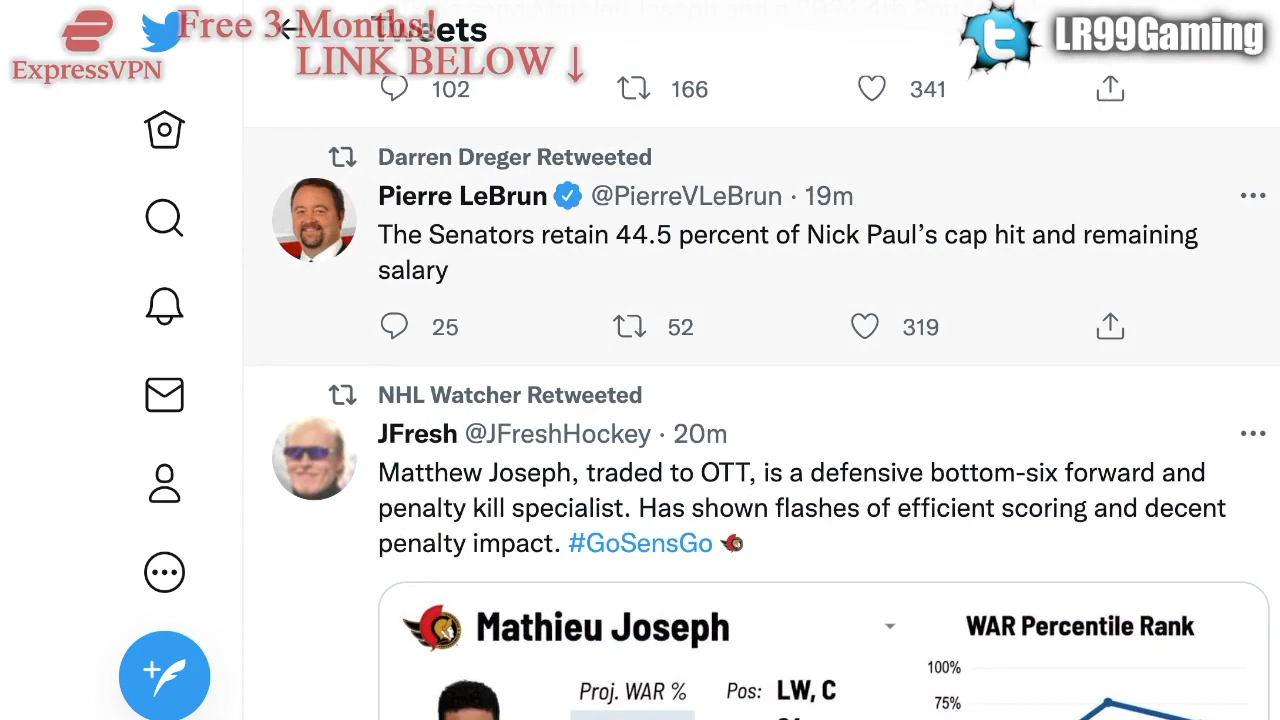 Free 3 Months!
LINK BELOW ↓
ExpressVPN
Tweets
LR99Gaming
102 166 341
Darren Dreger Retweeted
Pierre LeBrun @PierreVLeBrun · 19m
The Senators retain 44.5 percent of Nick Paul’s cap hit and remaining
salary
25 52 319
NHL Watcher Retweeted
JFresh @JFreshHockey · 20m
Matthew Joseph, traded to OTT, is a defensive bottom-six forward and
penalty kill specialist. Has shown flashes of efficient scoring and decent
penalty impact. #GoSensGo
Mathieu Joseph
WAR Percentile Rank
Proj. WAR % Pos: LW, C
100%
75%